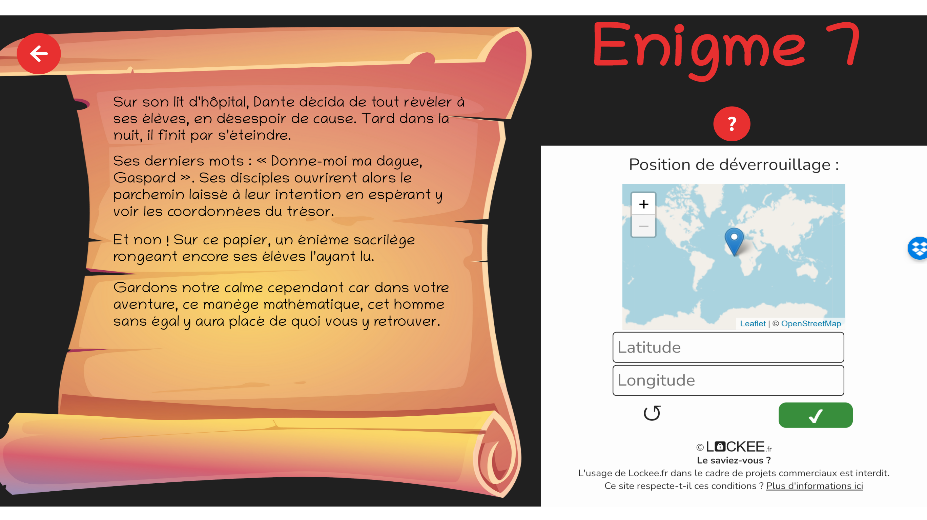 Enigme 7
Sur son lit d'hôpital, Dante décida de tout révéler à
ses élèves, en désespoir de cause. Tard dans la
nuit, il finit par s'éteindre.
Ses derniers mots : « Donne-moi ma dague,
Gaspard ». Ses disciples ouvrirent alors le
parchemin laissé à leur intention en espérant y
voir les coordonnées du trésor.
Et non ! Sur ce papier, un énième sacrilège
rongeant encore ses élèves l'ayant lu.
Gardons notre calme cependant car dans votre
aventure, ce manège mathématique, cet homme
sans égal y aura placé de quoi vous y retrouver.
?
Position de déverrouillage :
+
−
Leaflet | © OpenStreetMap
Latitude
Longitude
© LOCKEE.fr
Le saviez-vous ?
L'usage de Lockee.fr dans le cadre de projets commerciaux est interdit.
Ce site respecte-t-il ces conditions ? Plus d'informations ici